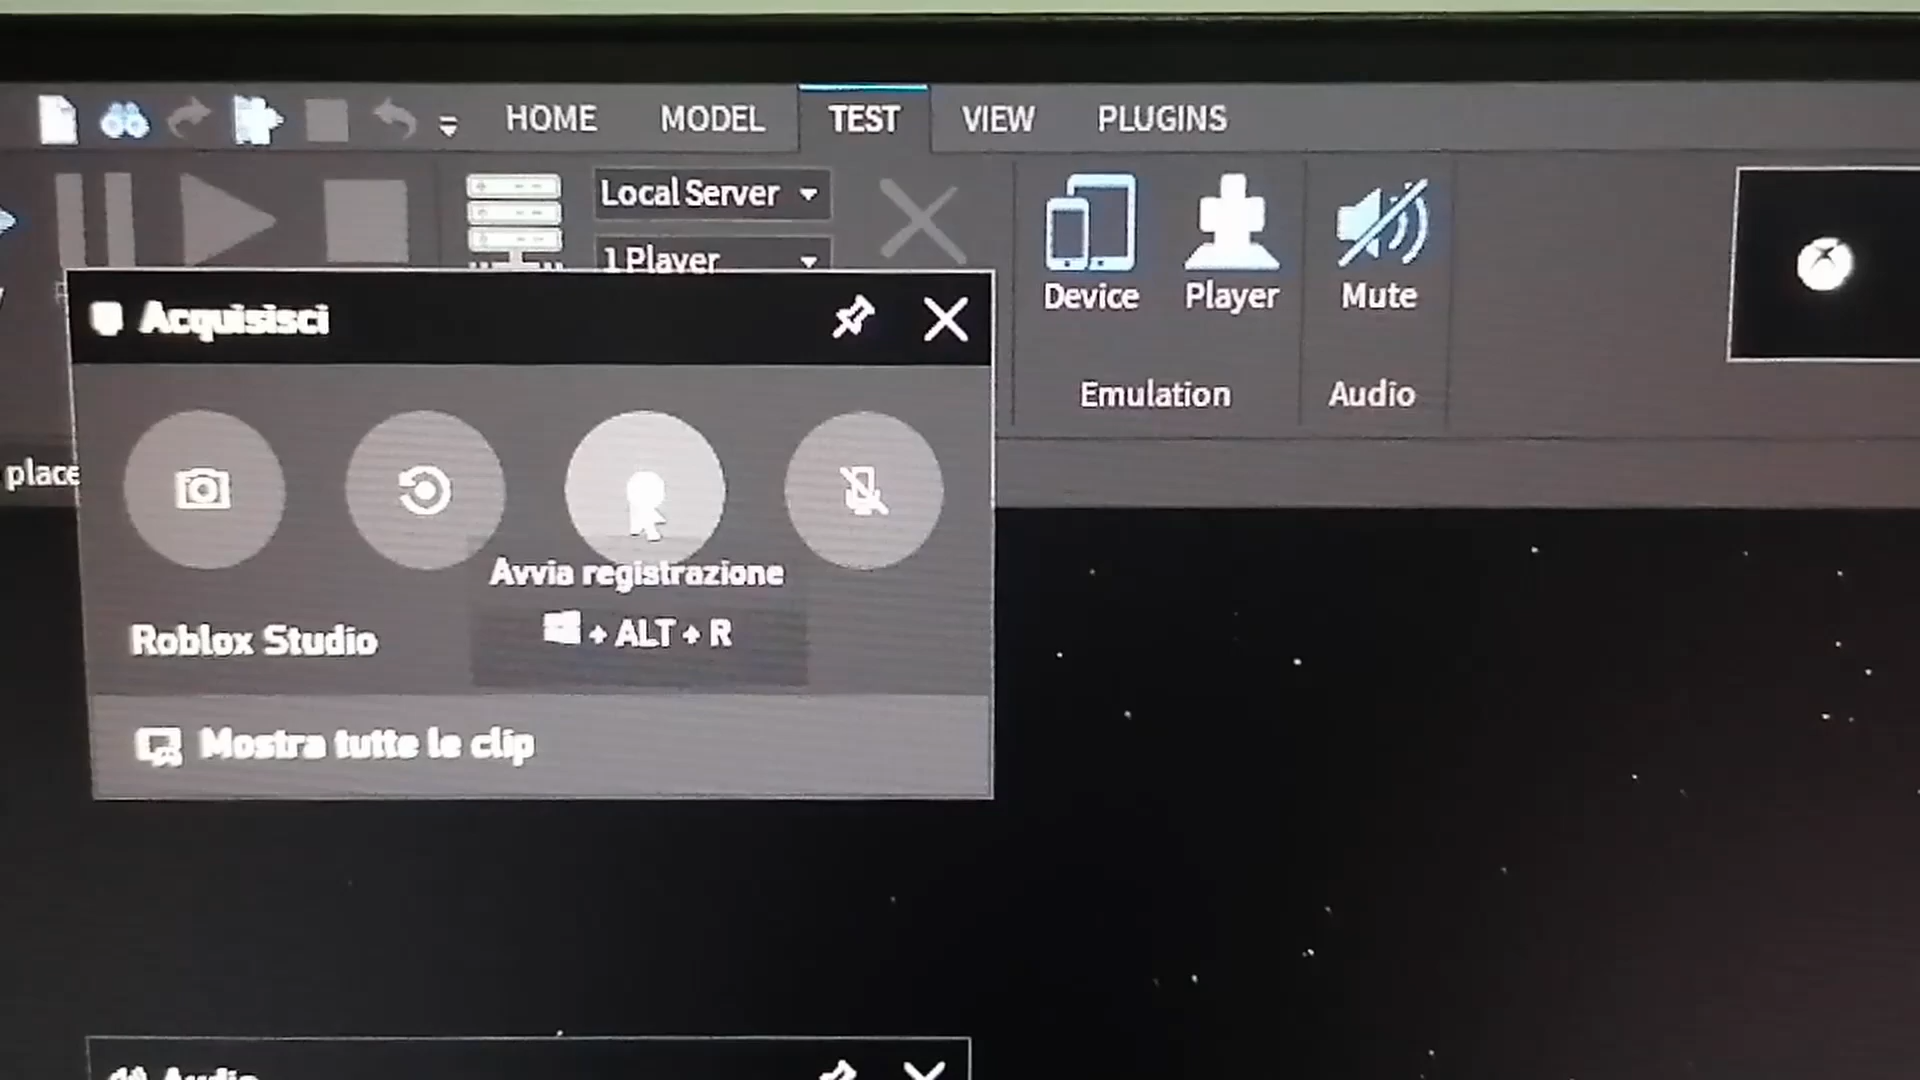 HOME MODEL TEST VIEW PLUGINS
Local Server
1 Player
Device Player Mute
Emulation Audio
Acquisisci
place
Avvia registrazione
+ ALT + R
Roblox Studio
Mostra tutte le clip
Audio